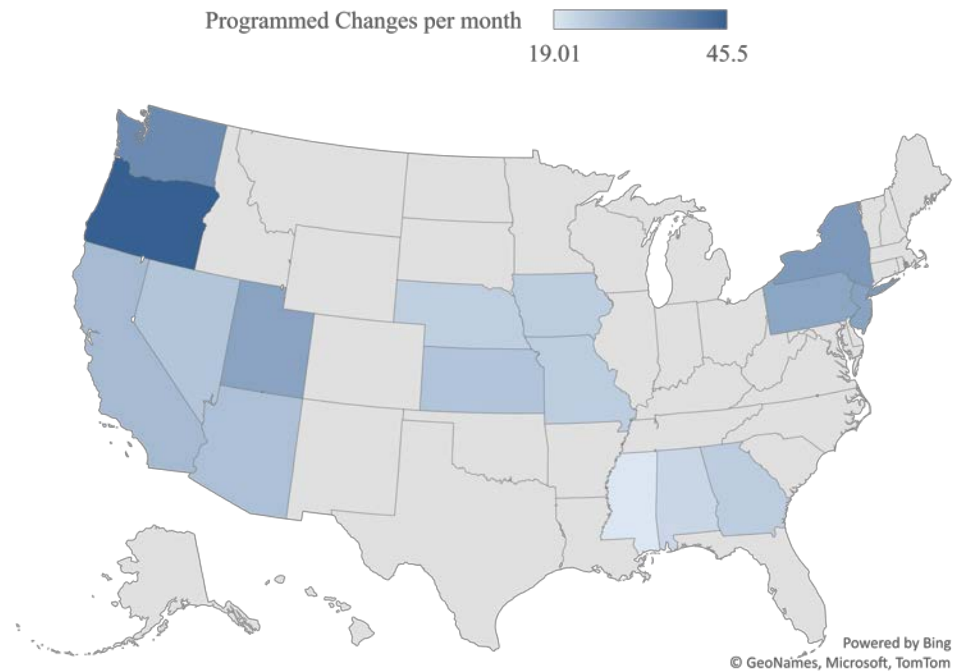 Programmed Changes per month
19.01 45.5
Powered by Bing
© GeoNames, Microsoft, TomTom